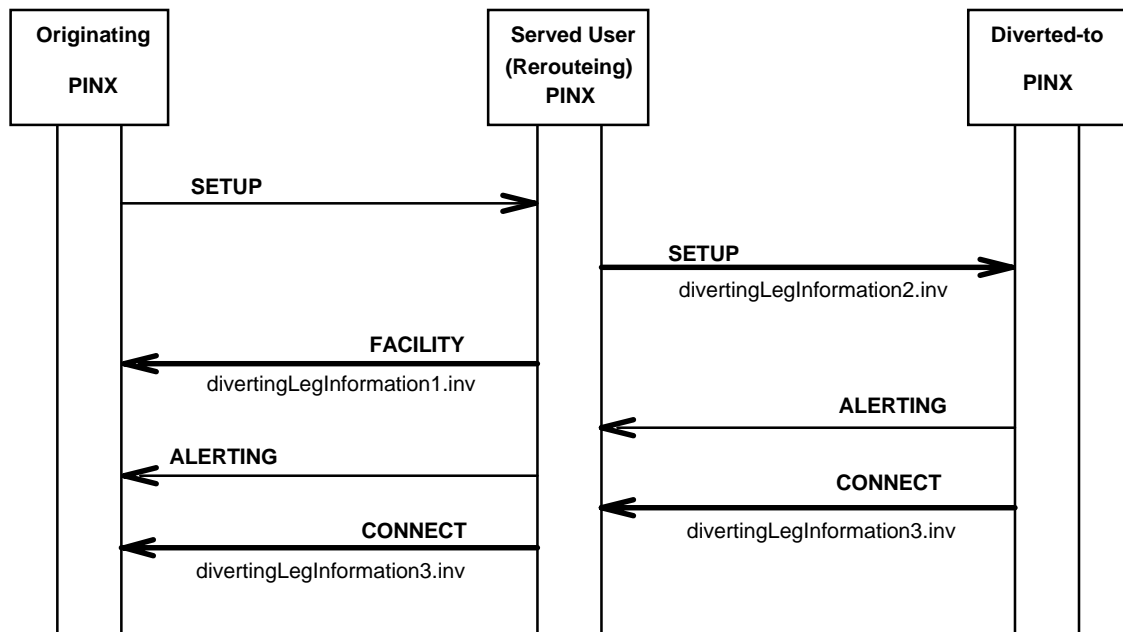 Originating
PINX
Served User
(Rerouteing)
PINX
Diverted-to
PINX
SETUP
SETUP
divertingLegInformation2.inv
FACILITY
divertingLegInformation1.inv
ALERTING
ALERTING
CONNECT
divertingLegInformation3.inv
CONNECT
divertingLegInformation3.inv